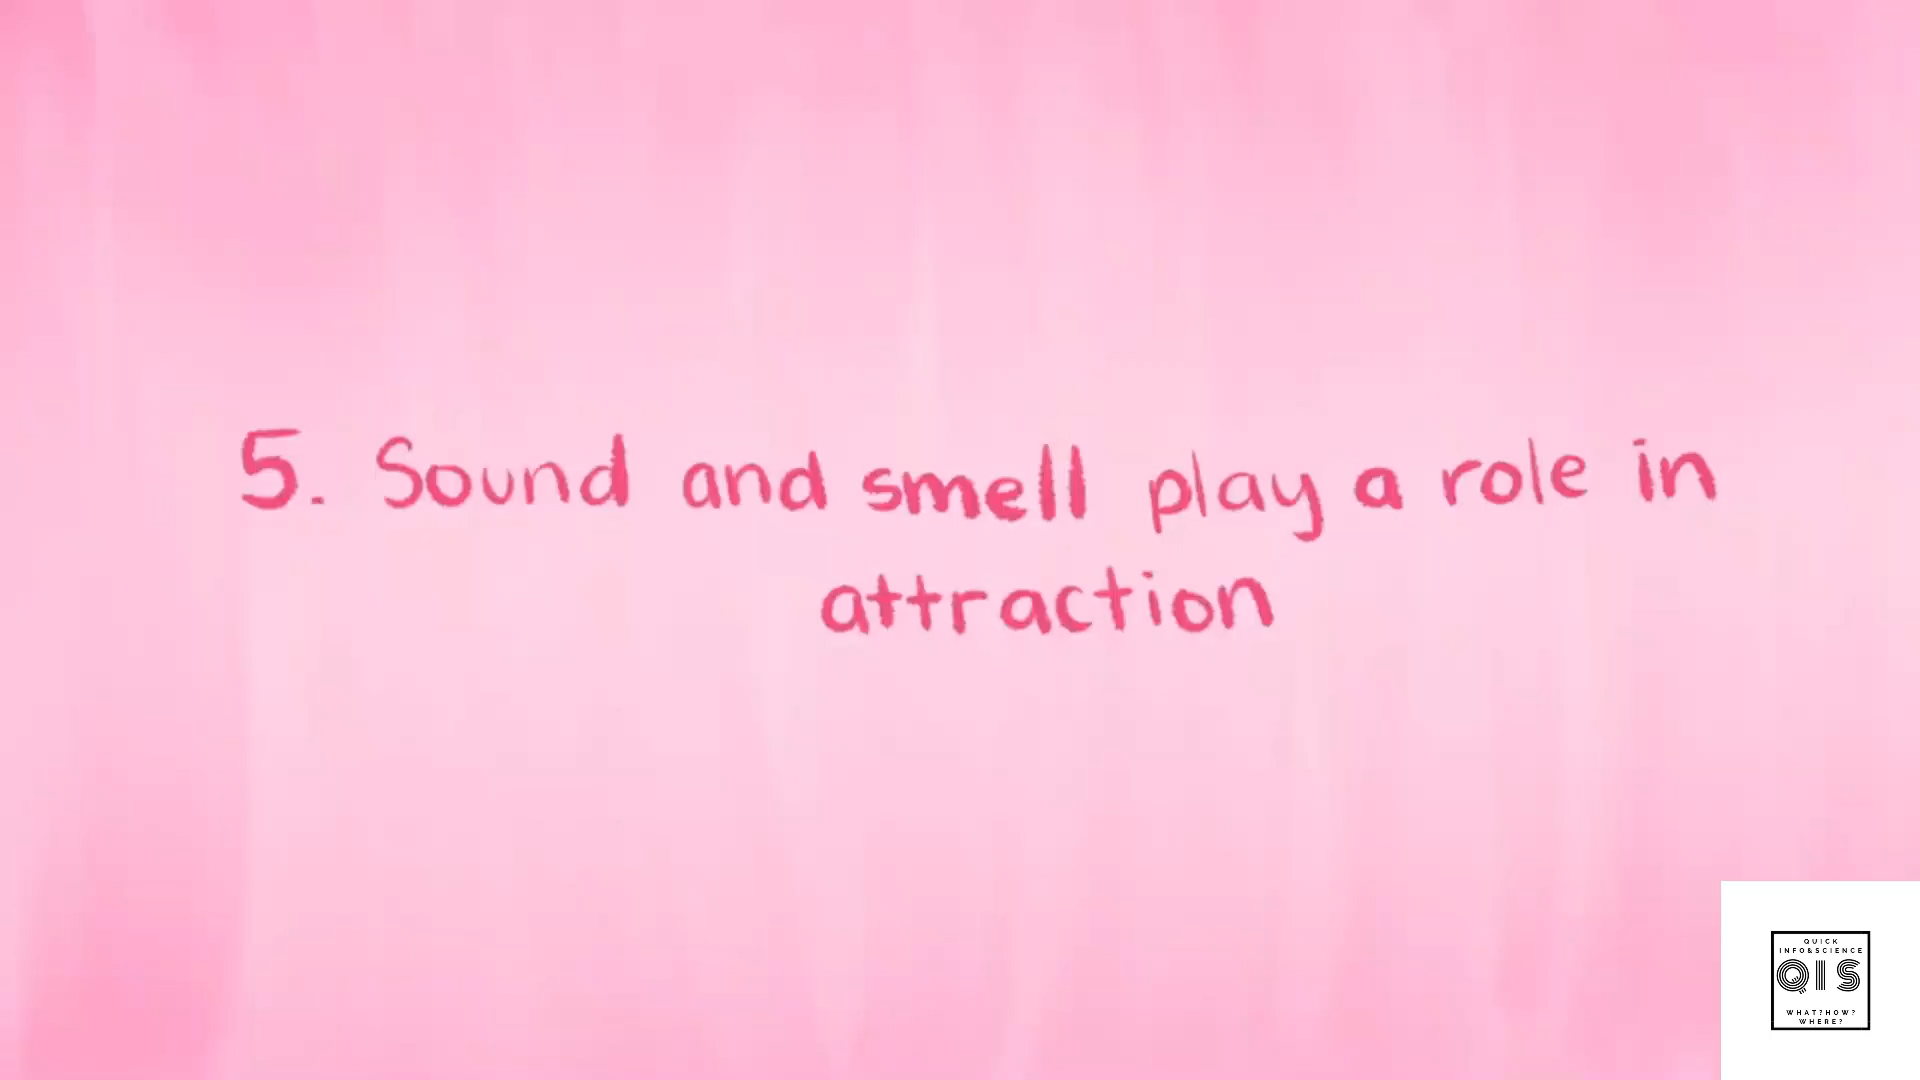 5. Sound and smell play a role in
attraction
QUICK
INFO&SCIENCE
QIS
WHAT?HOW?
WHERE?